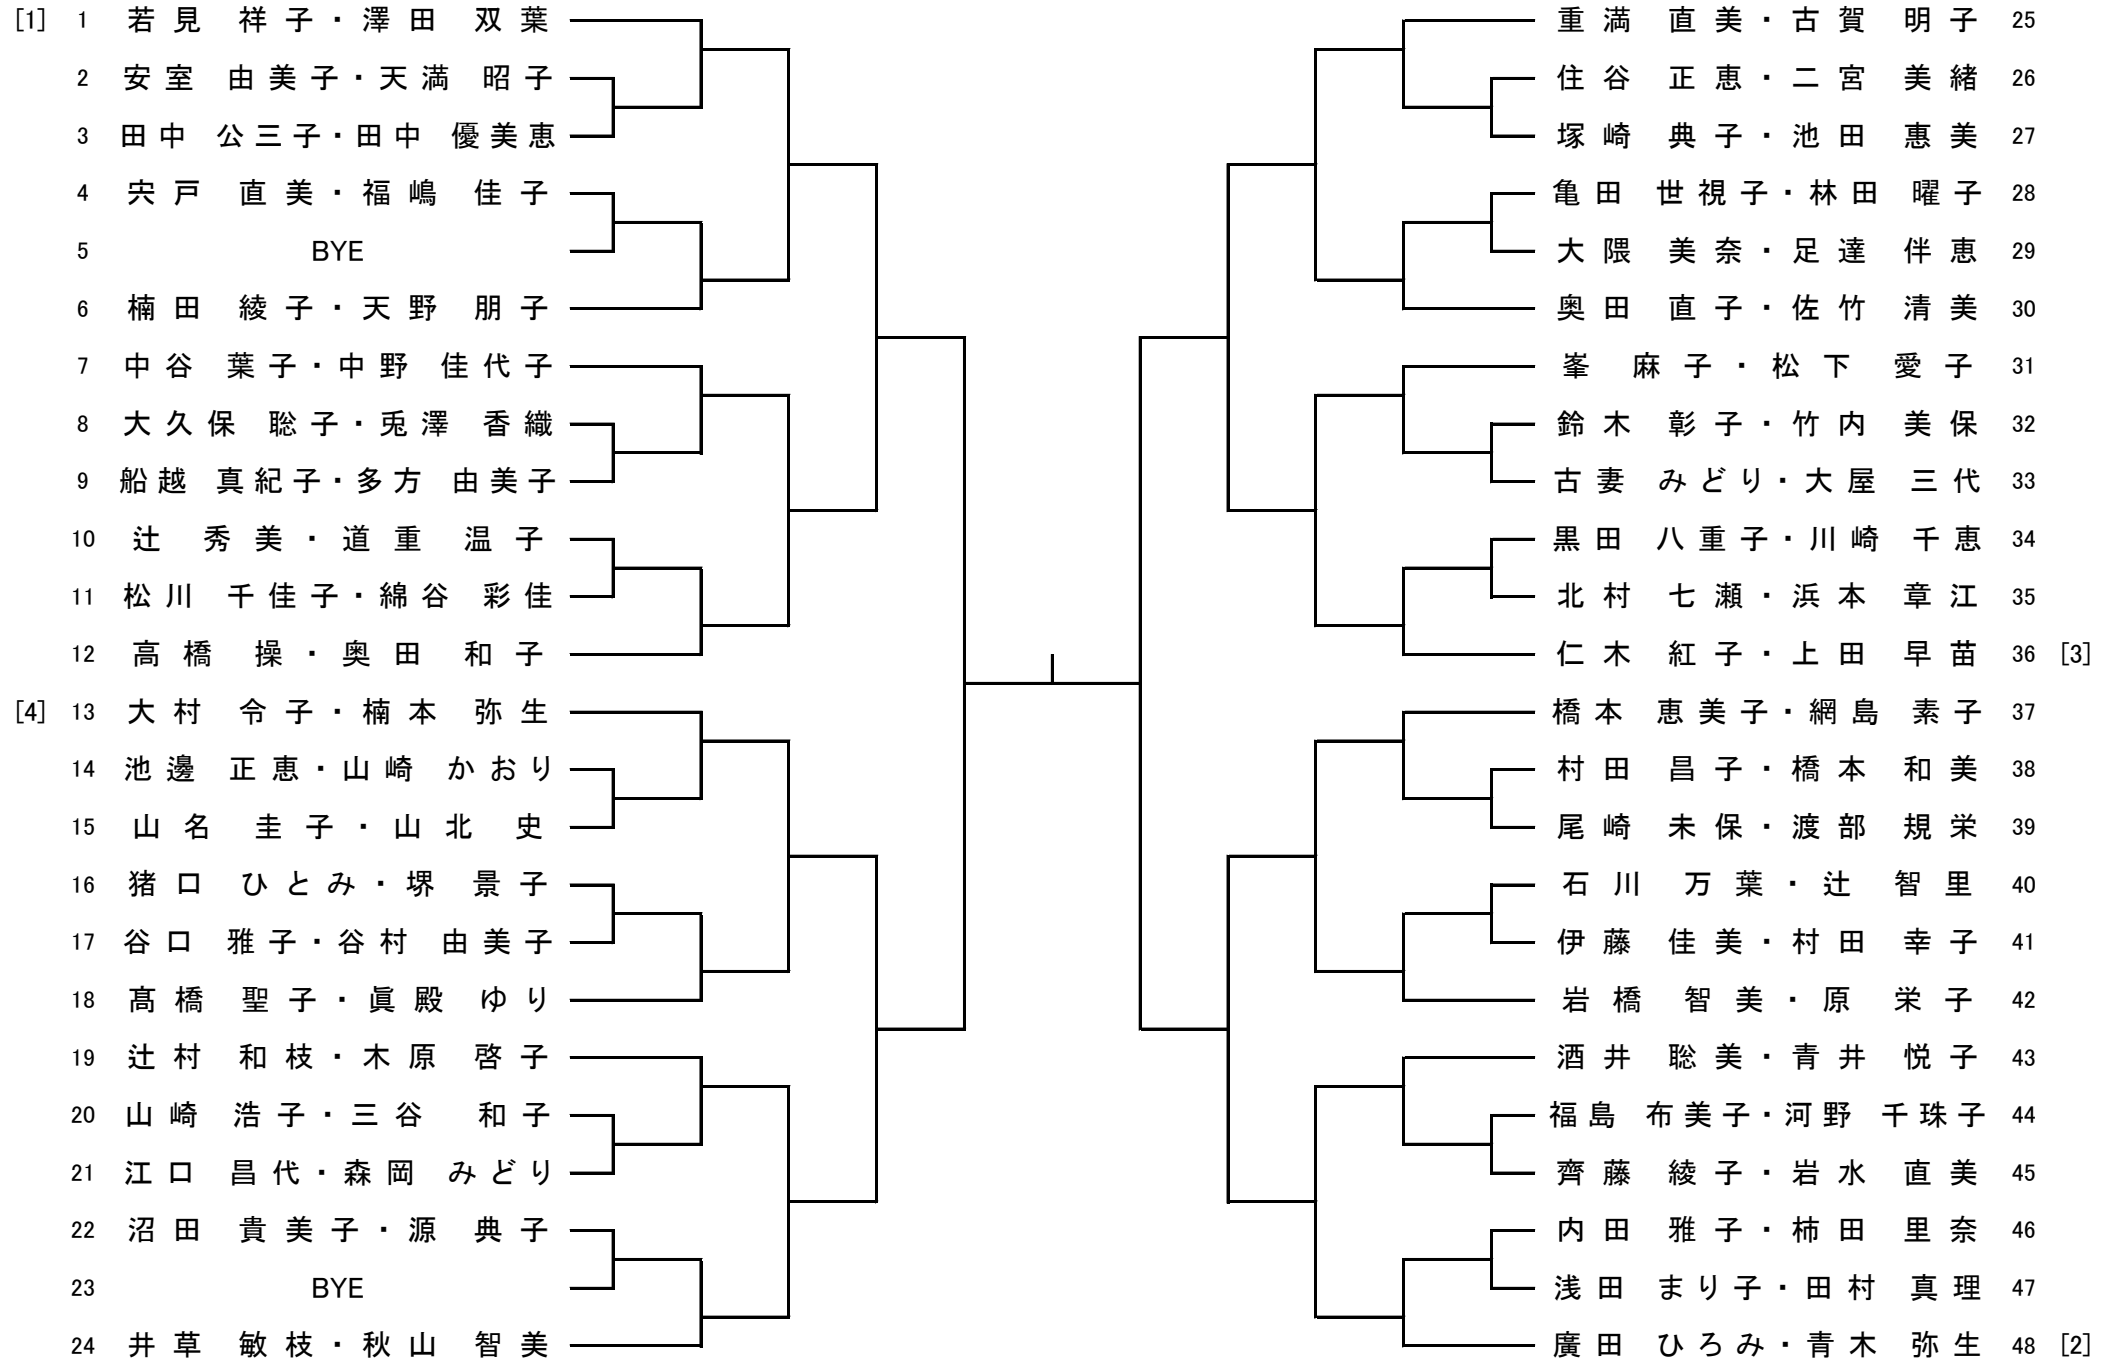 [1] 1 若見 祥子・澤田 双葉
2 安室 由美子・天満 昭子
3 田中 公三子・田中 優美恵
4 宍戸 直美・福嶋 佳子
5 BYE
6 楠田 綾子・天野 朋子
7 中谷 葉子・中野 佳代子
8 大久保 聡子・兎澤 香織
9 船越 真紀子・多方 由美子
10 辻 秀美・道重 温子
11 松川 千佳子・綿谷 彩佳
12 高橋 操・奥田 和子
[4] 13 大村 令子・楠本 弥生
14 池邊 正恵・山崎 かおり
15 山名 圭子・山北 史
16 猪口 ひとみ・堺 景子
17 谷口 雅子・谷村 由美子
18 髙橋 聖子・眞殿 ゆり
19 辻村 和枝・木原 啓子
20 山崎 浩子・三谷 和子
21 江口 昌代・森岡 みどり
22 沼田 貴美子・源 典子
23 BYE
24 井草 敏枝・秋山 智美
重満 直美・古賀 明子 25
住谷 正恵・二宮 美緒 26
塚崎 典子・池田 惠美 27
亀田 世視子・林田 曜子 28
大隈 美奈・足達 伴恵 29
奥田 直子・佐竹 清美 30
峯 麻子・松下 愛子 31
鈴木 彰子・竹内 美保 32
古妻 みどり・大屋 三代 33
黒田 八重子・川崎 千恵 34
北村 七瀬・浜本 章江 35
仁木 紅子・上田 早苗 36 [3]
橋本 恵美子・網島 素子 37
村田 昌子・橋本 和美 38
尾崎 未保・渡部 規栄 39
石川 万葉・辻 智里 40
伊藤 佳美・村田 幸子 41
岩橋 智美・原 栄子 42
酒井 聡美・青井 悦子 43
福島 布美子・河野 千珠子 44
齊藤 綾子・岩水 直美 45
内田 雅子・柿田 里奈 46
浅田 まり子・田村 真理 47
廣田 ひろみ・青木 弥生 48 [2]